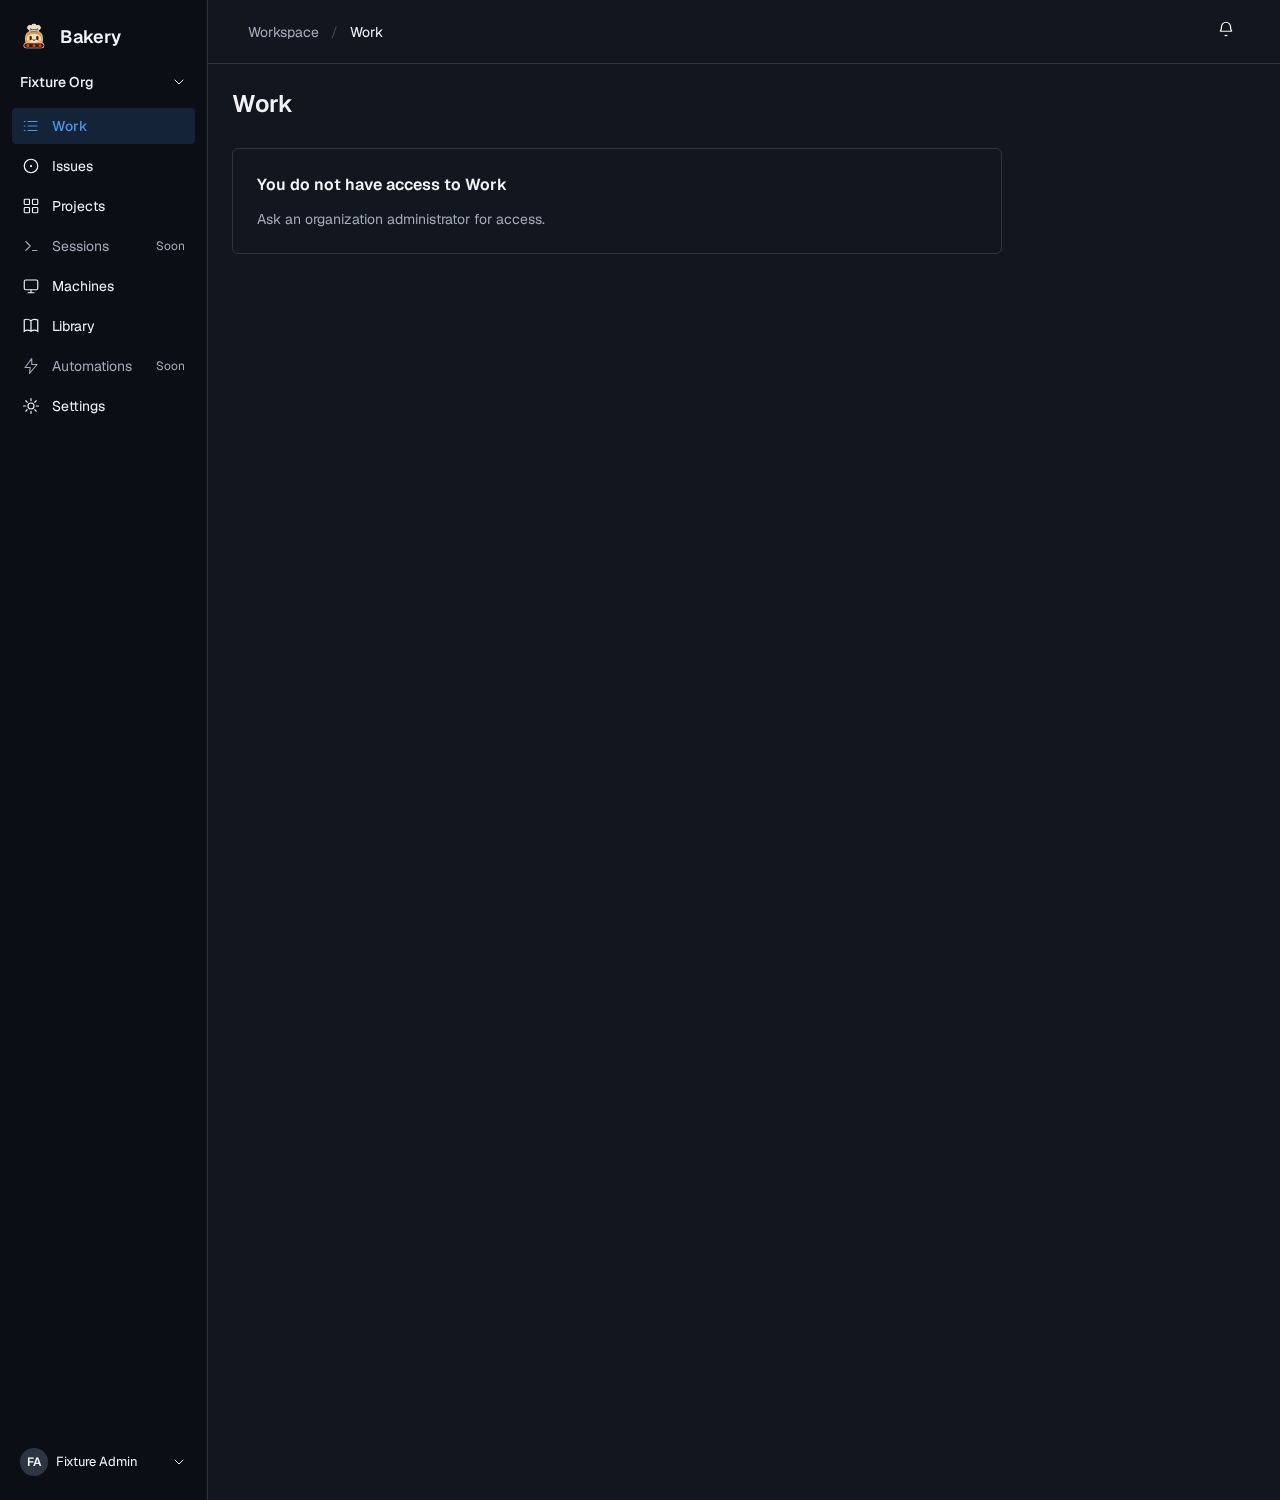 Bakery
Fixture Org
Work
Issues
Projects
Sessions Soon
Machines
Library
Automations Soon
Settings
FA Fixture Admin
Workspace / Work
Work
You do not have access to Work
Ask an organization administrator for access.